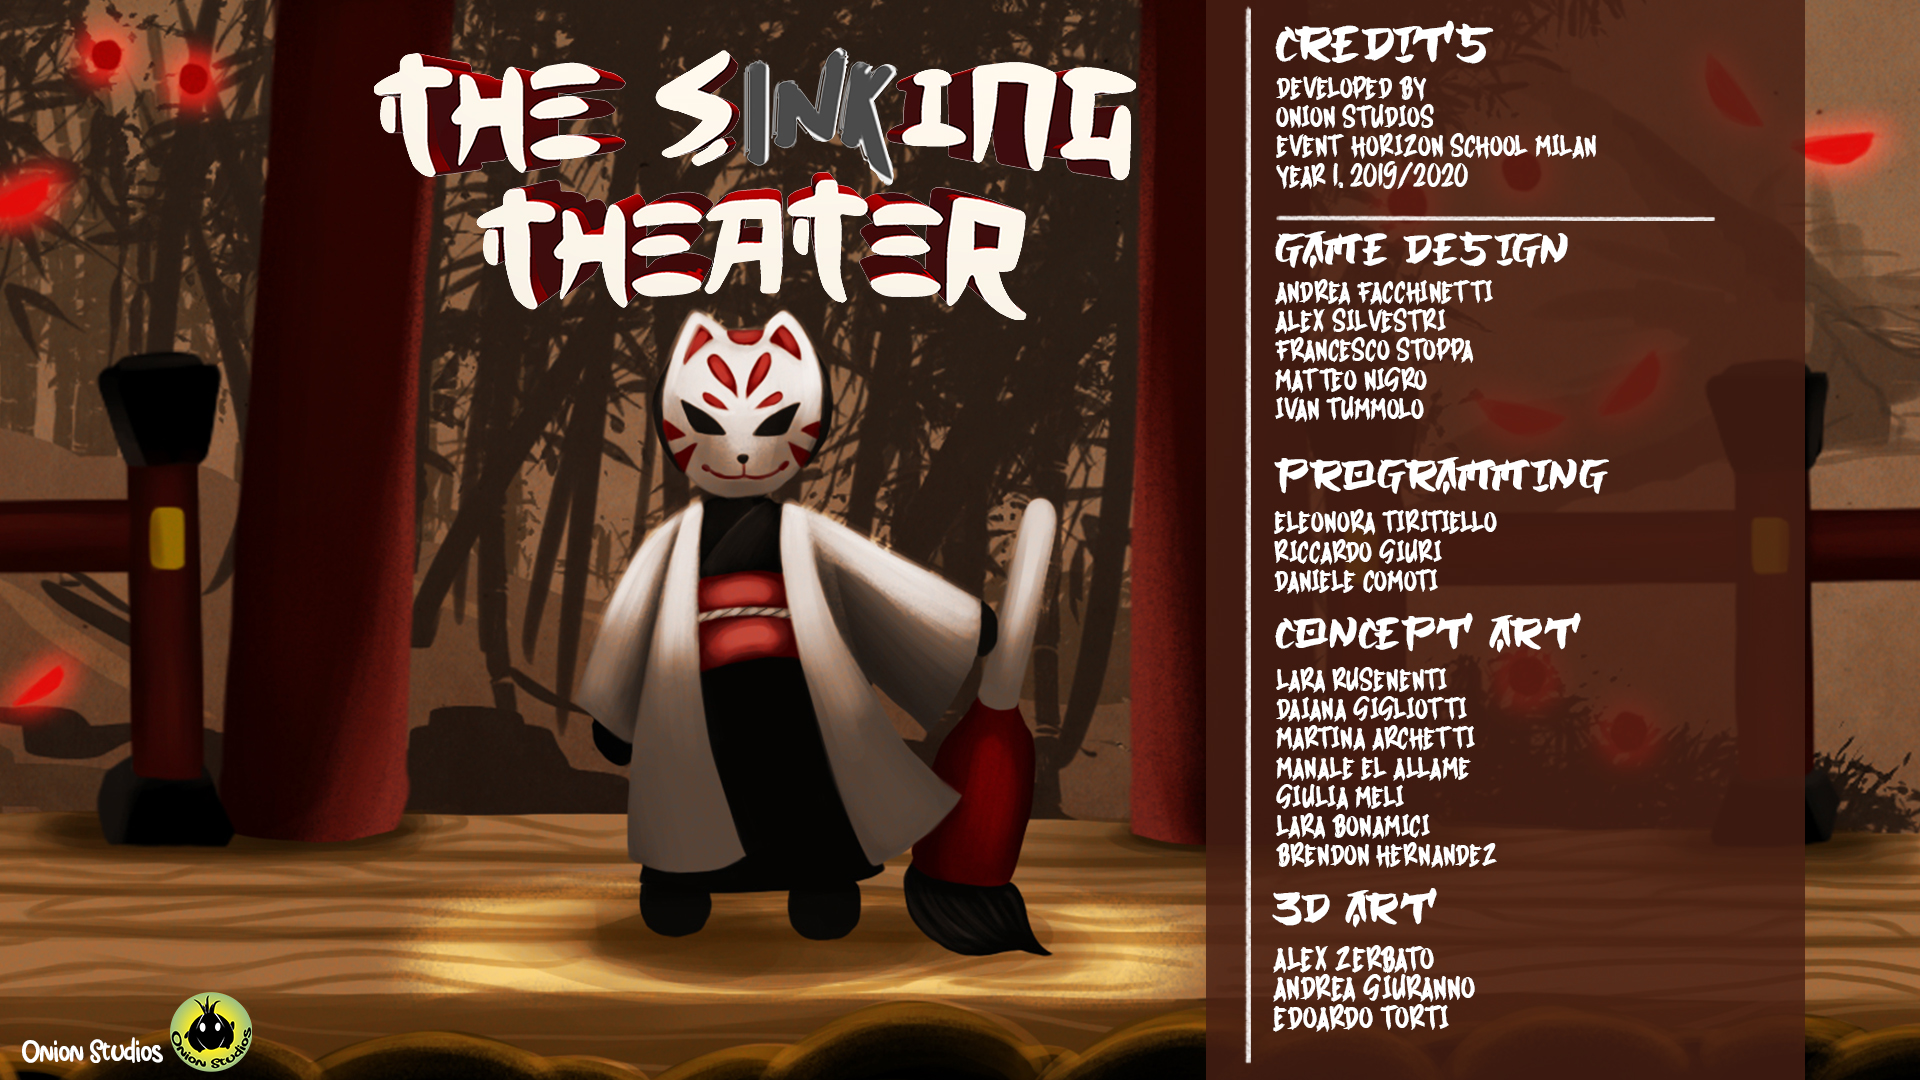 THE SINKING
THEATER
CREDITS
DEVELOPED BY
ONION STUDIOS
EVENT HORIZON SCHOOL MILAN
YEAR 1, 2019/2020
GAME DESIGN
ANDREA FACCHINETTI
ALEX SILVESTRI
FRANCESCO STOPPA
MATTEO NIGRO
IVAN TUMMOLO
PROGRAMMING
ELEONORA TIRITIELLO
RICCARDO GIURI
DANIELE COMOTI
CONCEPT ART
LARA RUSENENTI
DAIANA GIGLIOTTI
MARTINA ARCHETTI
MANALE EL ALLAME
GIULIA MELI
LARA BONAMICI
BRENDON HERNANDEZ
3D ART
ALEX ZERBATO
ANDREA GIURANNO
EDOARDO TORTI
Onion Studios
Onion Studios